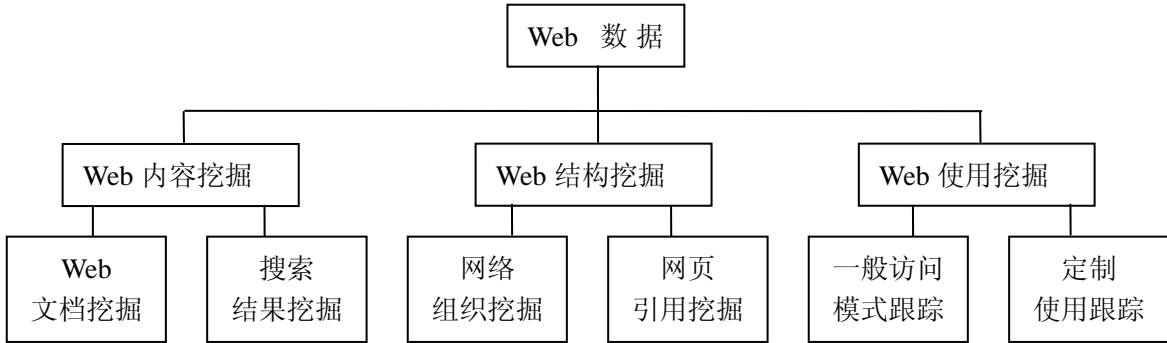 Web 数据
Web 内容挖掘
Web 结构挖掘
Web 使用挖掘
Web
文档挖掘
搜索
结果挖掘
网络
组织挖掘
网页
引用挖掘
一般访问
模式跟踪
定制
使用跟踪